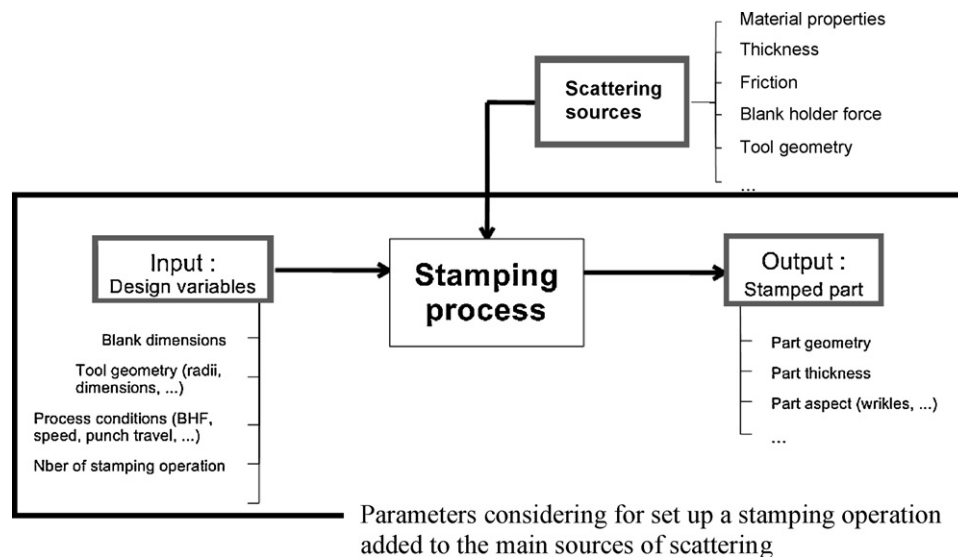 Material properties
Thickness
Friction
Blank holder force
Tool geometry
...
Scattering
sources
Input :
Design variables
Blank dimensions
Tool geometry (radii,
dimensions, ...)
Process conditions (BHF,
speed, punch travel, ...)
Nber of stamping operation
Stamping
process
Output :
Stamped part
Part geometry
Part thickness
Part aspect (wrikles, ...)
...
Parameters considering for set up a stamping operation
added to the main sources of scattering